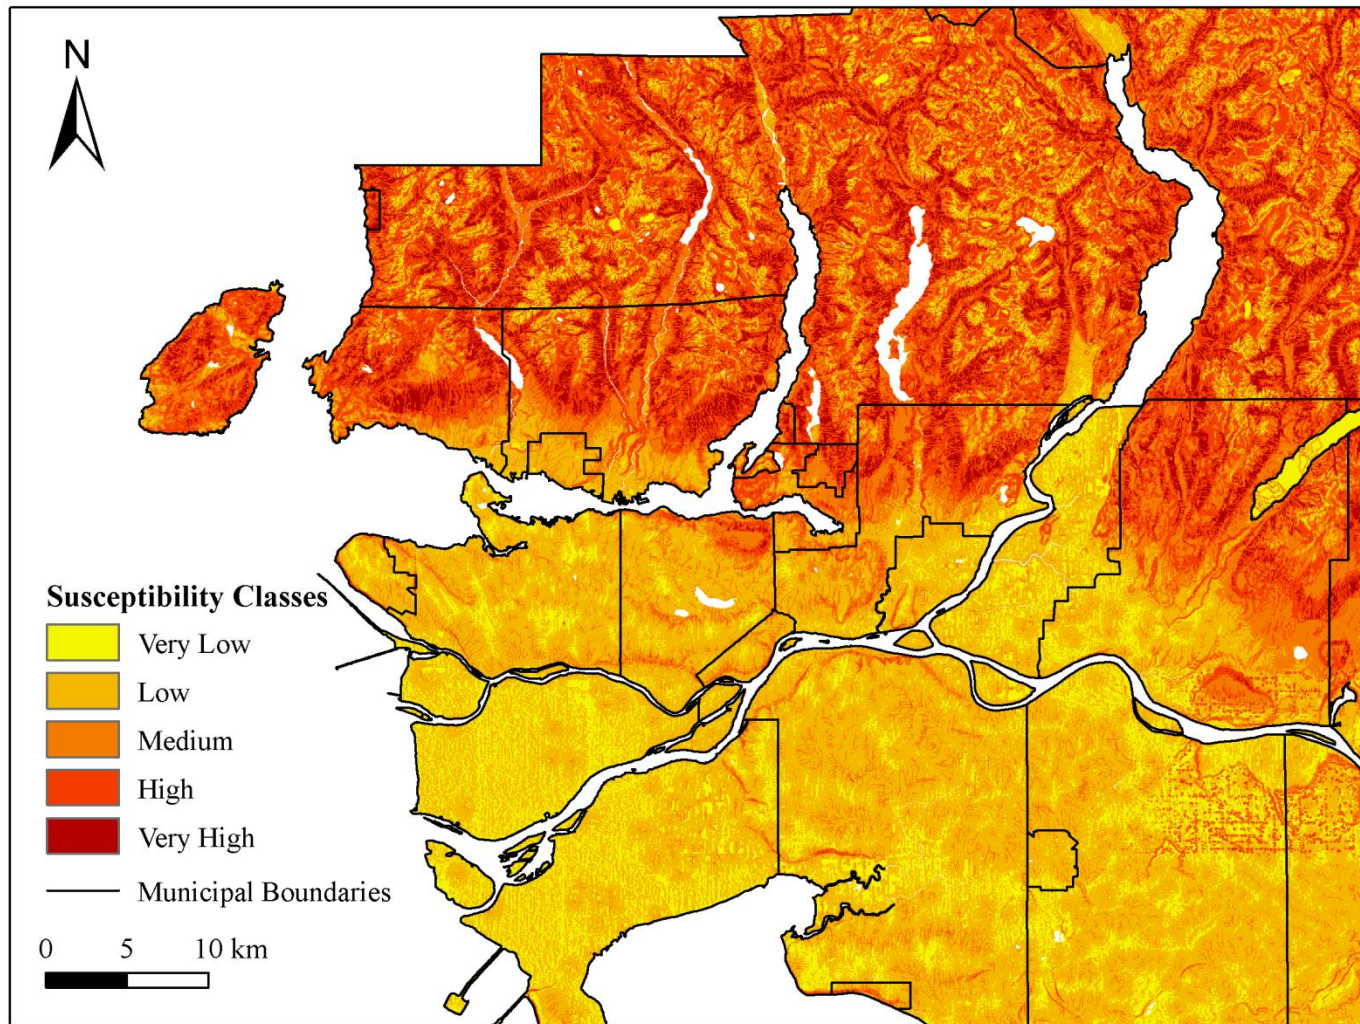 N
Susceptibility Classes
Very Low
Low
Medium
High
Very High
Municipal Boundaries
0 5 10 km